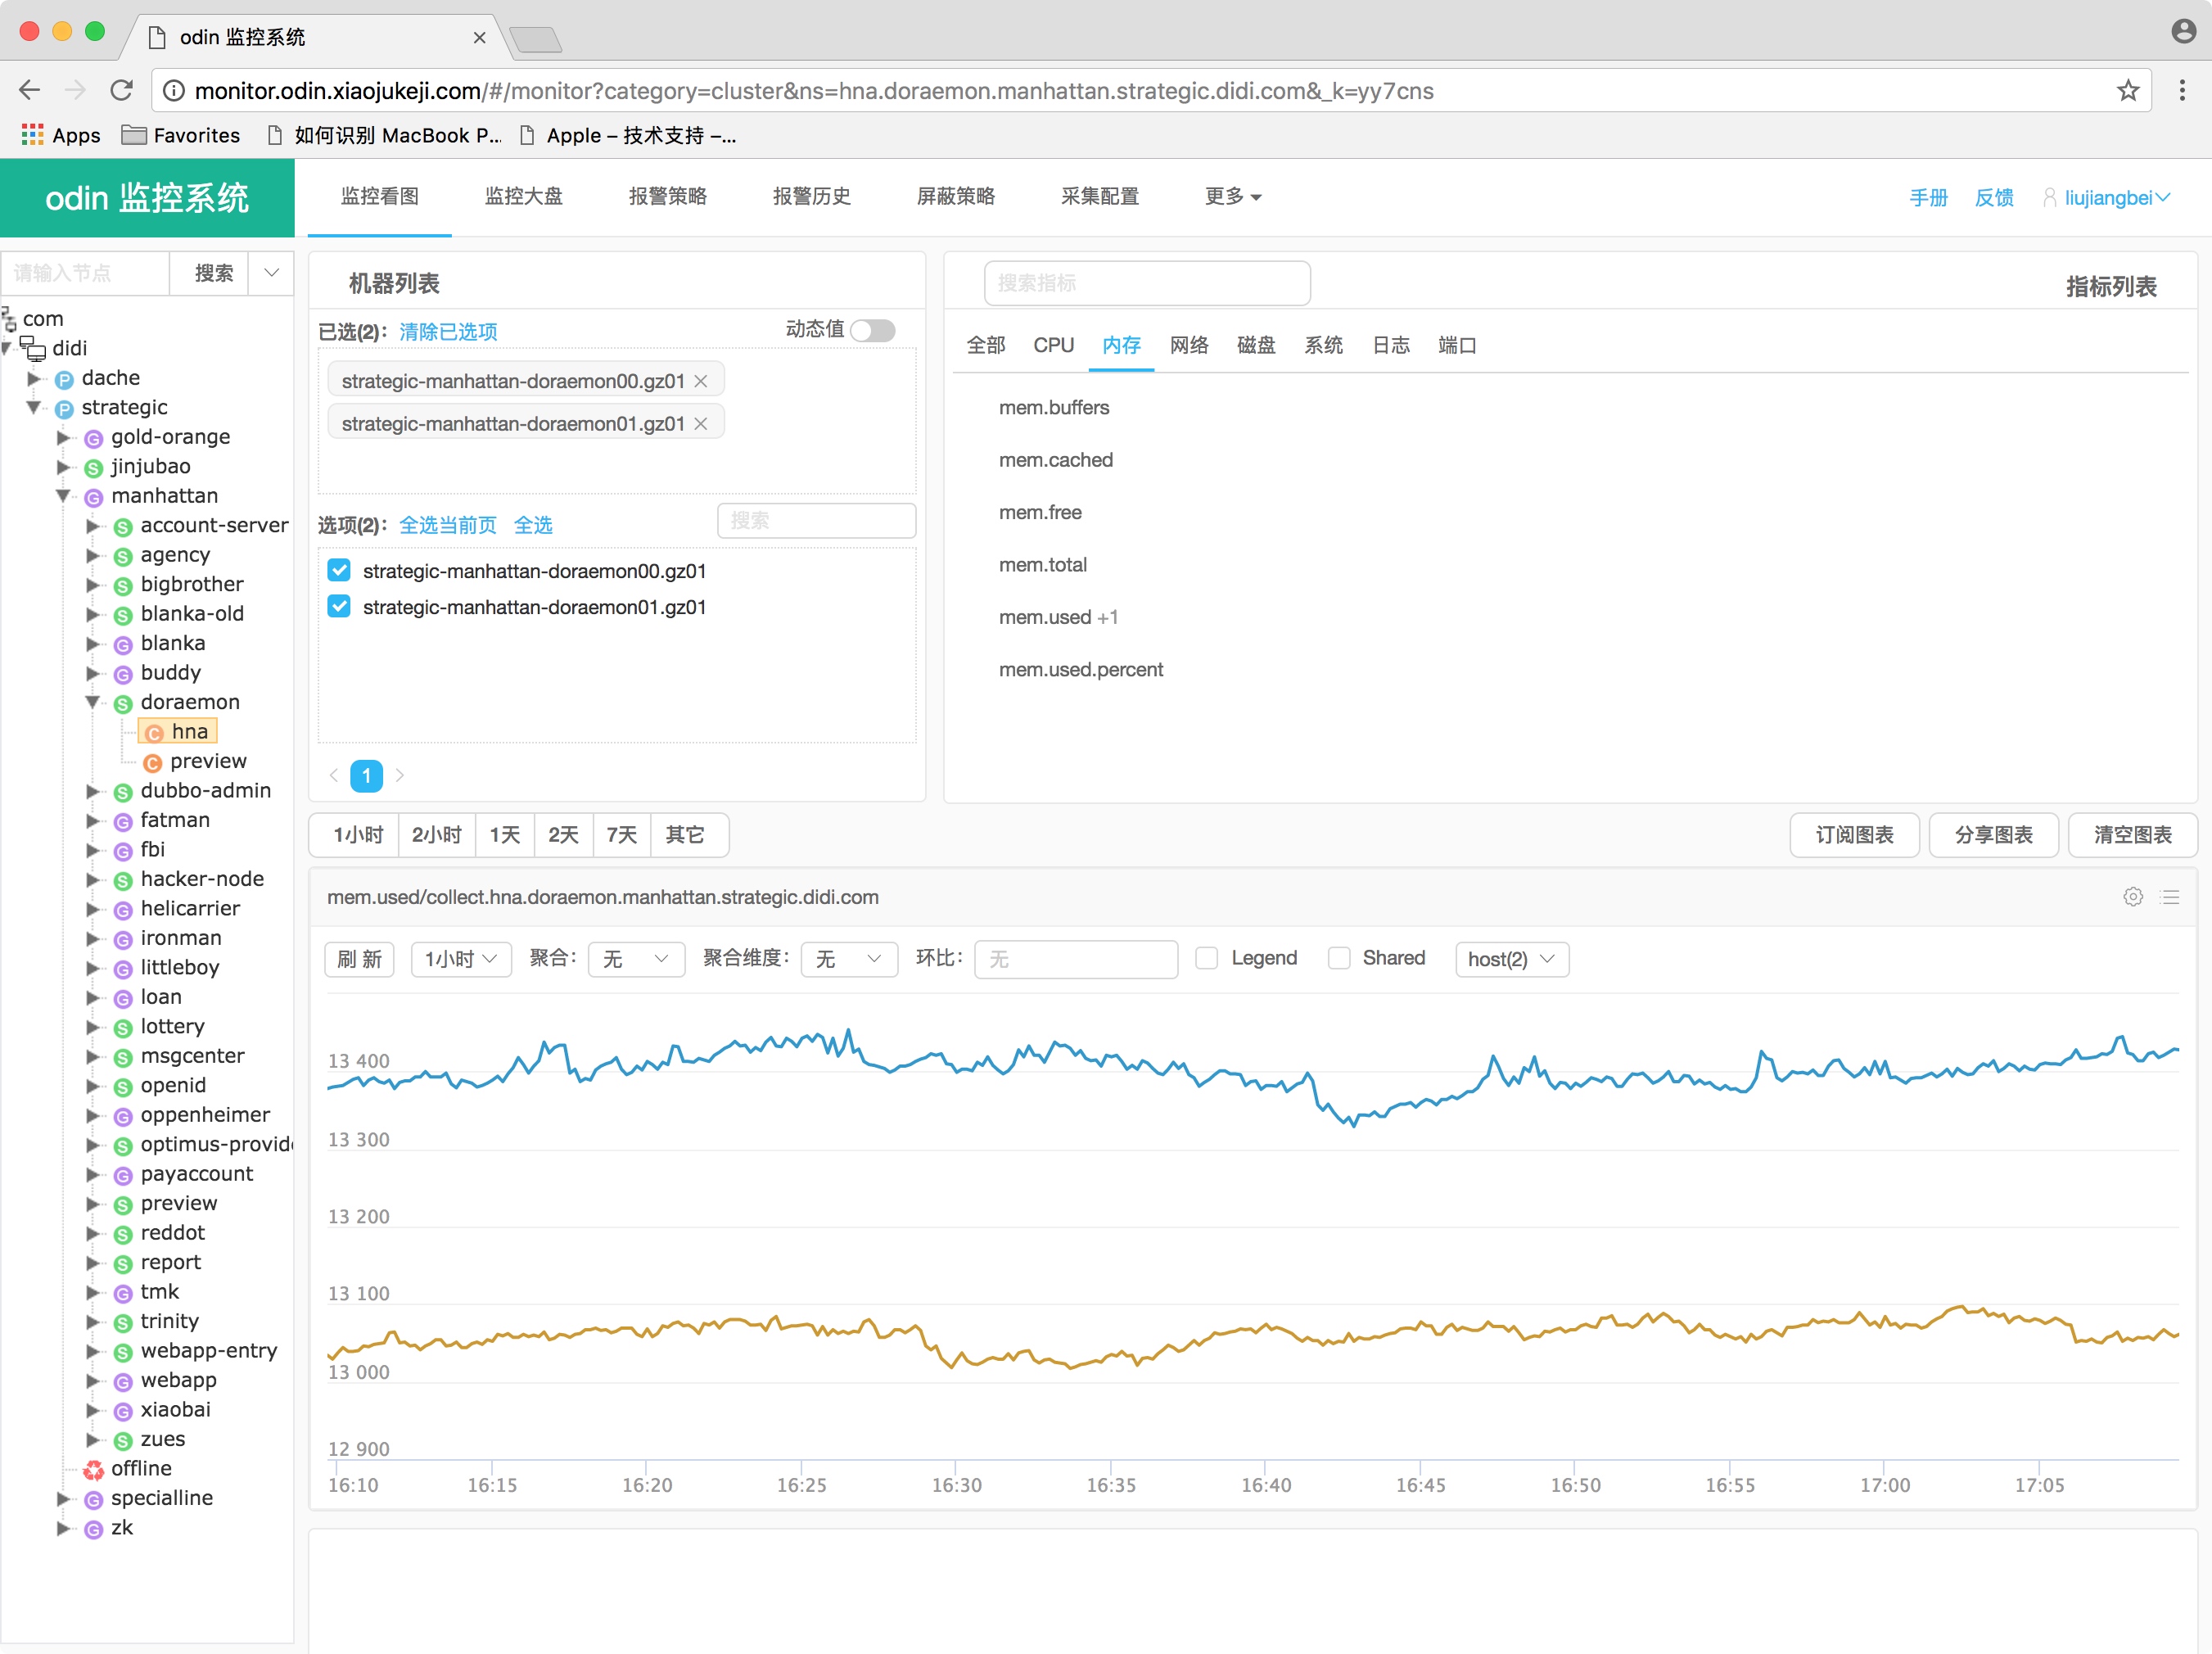 odin 监控系统
monitor.odin.xiaojukeji.com/#/monitor?category=cluster&ns=hna.doraemon.manhattan.strategic.didi.com&_k=yy7cns
Apps Favorites 如何识别 MacBook P... Apple – 技术支持 –...
odin 监控系统
监控看图 监控大盘 报警策略 报警历史 屏蔽策略 采集配置 更多
手册 反馈 liujiangbei
请输入节点 搜索
com
didi
P dache
P strategic
G gold-orange
S jinjubao
G manhattan
S account-server
S agency
S bigbrother
S blanka-old
G blanka
G buddy
S doraemon
C hna
C preview
S dubbo-admin
G fatman
G fbi
S hacker-node
G helicarrier
G ironman
G littleboy
G loan
S lottery
S msgcenter
S openid
G oppenheimer
S optimus-provid
G payaccount
S preview
S reddot
S report
G tmk
S trinity
S webapp-entry
G webapp
G xiaobai
S zues
offline
G specialline
G zk
机器列表
已选(2): 清除已选项 动态值
strategic-manhattan-doraemon00.gz01
strategic-manhattan-doraemon01.gz01
选项(2): 全选当前页 全选 搜索
strategic-manhattan-doraemon00.gz01
strategic-manhattan-doraemon01.gz01
1
搜索指标 指标列表
全部 CPU 内存 网络 磁盘 系统 日志 端口
mem.buffers
mem.cached
mem.free
mem.total
mem.used +1
mem.used.percent
1小时 2小时 1天 2天 7天 其它
订阅图表 分享图表 清空图表
mem.used/collect.hna.doraemon.manhattan.strategic.didi.com
刷 新 1小时 聚合: 无 聚合维度: 无 环比: 无 Legend Shared host(2)
13 400
13 300
13 200
13 100
13 000
12 900
16:10 16:15 16:20 16:25 16:30 16:35 16:40 16:45 16:50 16:55 17:00 17:05